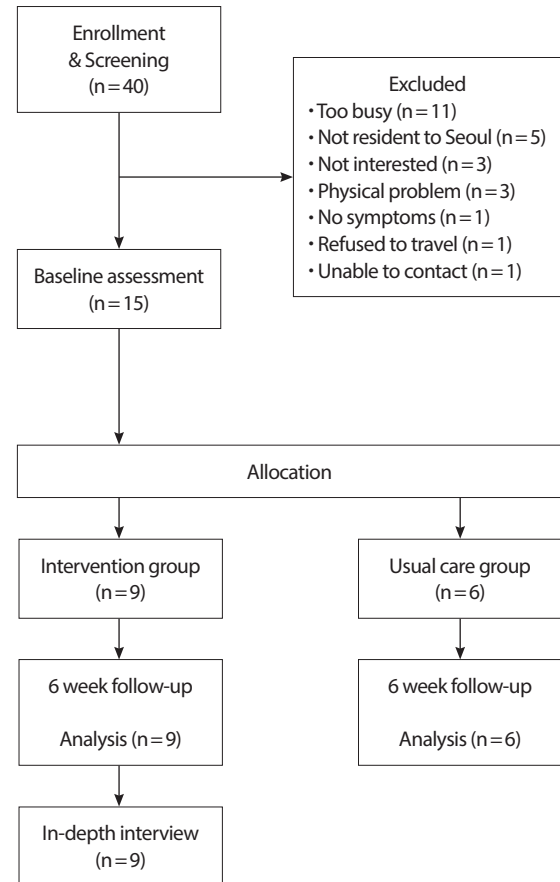 Enrollment
& Screening
(n=40)
Excluded
· Too busy (n=11)
· Not resident to Seoul (n=5)
· Not interested (n=3)
· Physical problem (n=3)
· No symptoms (n=1)
· Refused to travel (n=1)
· Unable to contact (n=1)
Baseline assessment
(n=15)
Allocation
Intervention group
(n=9)
Usual care group
(n=6)
6 week follow-up
Analysis (n=9)
6 week follow-up
Analysis (n=6)
In-depth interview
(n=9)